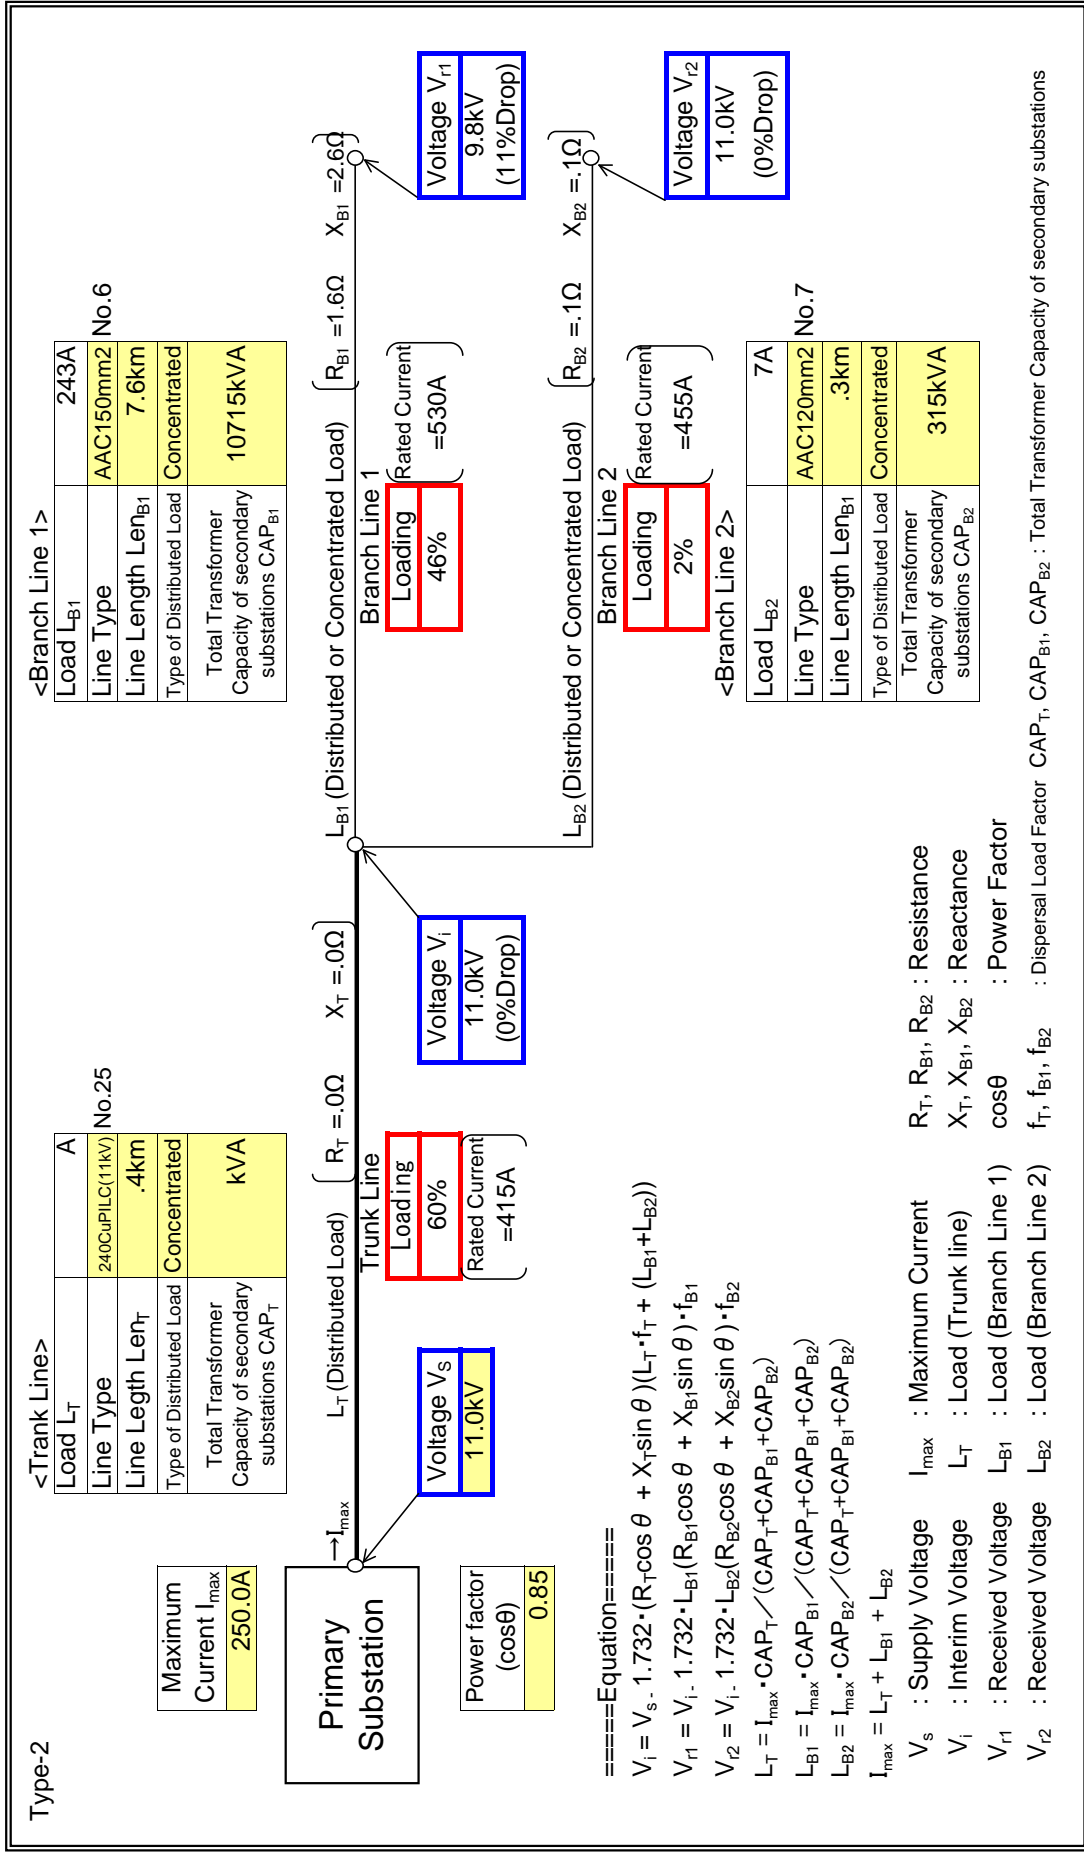 Type-2
Maximum
Current Imax
250.0A
<Trank Line>
Load LT A
Line Type 240CuPILC(11kV) No.25
Line Legth LenT .4km
Type of Distributed Load Concentrated
Total Transformer
Capacity of secondary
substations CAPT
kVA
<Branch Line 1>
Load LB1 243A
Line Type AAC150mm2 No.6
Line Length LenB1 7.6km
Type of Distributed Load Concentrated
Total Transformer
Capacity of secondary
substations CAPB1
10715kVA
Primary
Substation
→Imax
LT (Distributed Load)
RT =.0Ω XT =.0Ω
LB1 (Distributed or Concentrated Load)
RB1 =1.6Ω XB1 =2.6Ω
Trunk Line
Loading
60%
Rated Current
=415A
Branch Line 1
Loading
46%
Rated Current
=530A
Voltage VS
11.0kV
Voltage Vi
11.0kV
(0%Drop)
Voltage Vr1
9.8kV
(11%Drop)
Power factor
(cosθ)
0.85
LB2 (Distributed or Concentrated Load)
RB2 =.1Ω XB2 =.1Ω
Branch Line 2
Loading
2%
Rated Current
=455A
Voltage Vr2
11.0kV
(0%Drop)
<Branch Line 2>
Load LB2 7A
Line Type AAC120mm2 No.7
Line Length LenB1 .3km
Type of Distributed Load Concentrated
Total Transformer
Capacity of secondary
substations CAPB2
315kVA
=====Equation=====
Vi = Vs - 1.732・(RTcos θ + XTsin θ)(LT・fT + (LB1+LB2))
Vr1 = Vi - 1.732・LB1(RB1cos θ + XB1sin θ)・fB1
Vr2 = Vi - 1.732・LB2(RB2cos θ + XB2sin θ)・fB2
LT = Imax・CAPT／(CAPT+CAPB1+CAPB2)
LB1 = Imax・CAPB1／(CAPT+CAPB1+CAPB2)
LB2 = Imax・CAPB2／(CAPT+CAPB1+CAPB2)
Imax = LT + LB1 + LB2
Vs : Supply Voltage Imax : Maximum Current RT, RB1, RB2 : Resistance
Vi : Interim Voltage LT : Load (Trunk line) XT, XB1, XB2 : Reactance
Vr1 : Received Voltage LB1 : Load (Branch Line 1) cosθ : Power Factor
Vr2 : Received Voltage LB2 : Load (Branch Line 2) fT, fB1, fB2 : Dispersal Load Factor CAPT, CAPB1, CAPB2 : Total Transformer Capacity of secondary substations